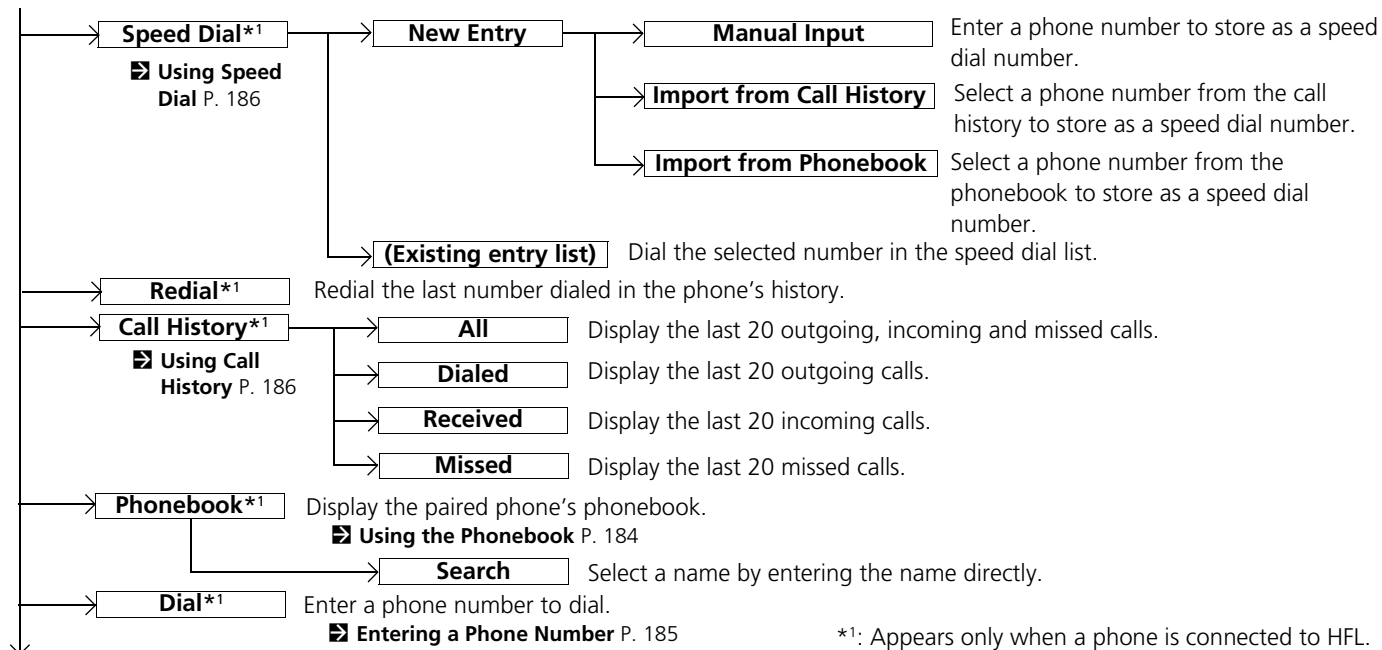 Speed Dial*1
New Entry
Manual Input
Enter a phone number to store as a speed
dial number.
Using Speed
Dial P. 186
Import from Call History
Select a phone number from the call
history to store as a speed dial number.
Import from Phonebook
Select a phone number from the
phonebook to store as a speed dial
number.
(Existing entry list)
Dial the selected number in the speed dial list.
Redial*1
Redial the last number dialed in the phone’s history.
Call History*1
Using Call
History P. 186
All
Display the last 20 outgoing, incoming and missed calls.
Dialed
Display the last 20 outgoing calls.
Received
Display the last 20 incoming calls.
Missed
Display the last 20 missed calls.
Phonebook*1
Display the paired phone’s phonebook.
Using the Phonebook P. 184
Search
Select a name by entering the name directly.
Dial*1
Enter a phone number to dial.
Entering a Phone Number P. 185
*1: Appears only when a phone is connected to HFL.